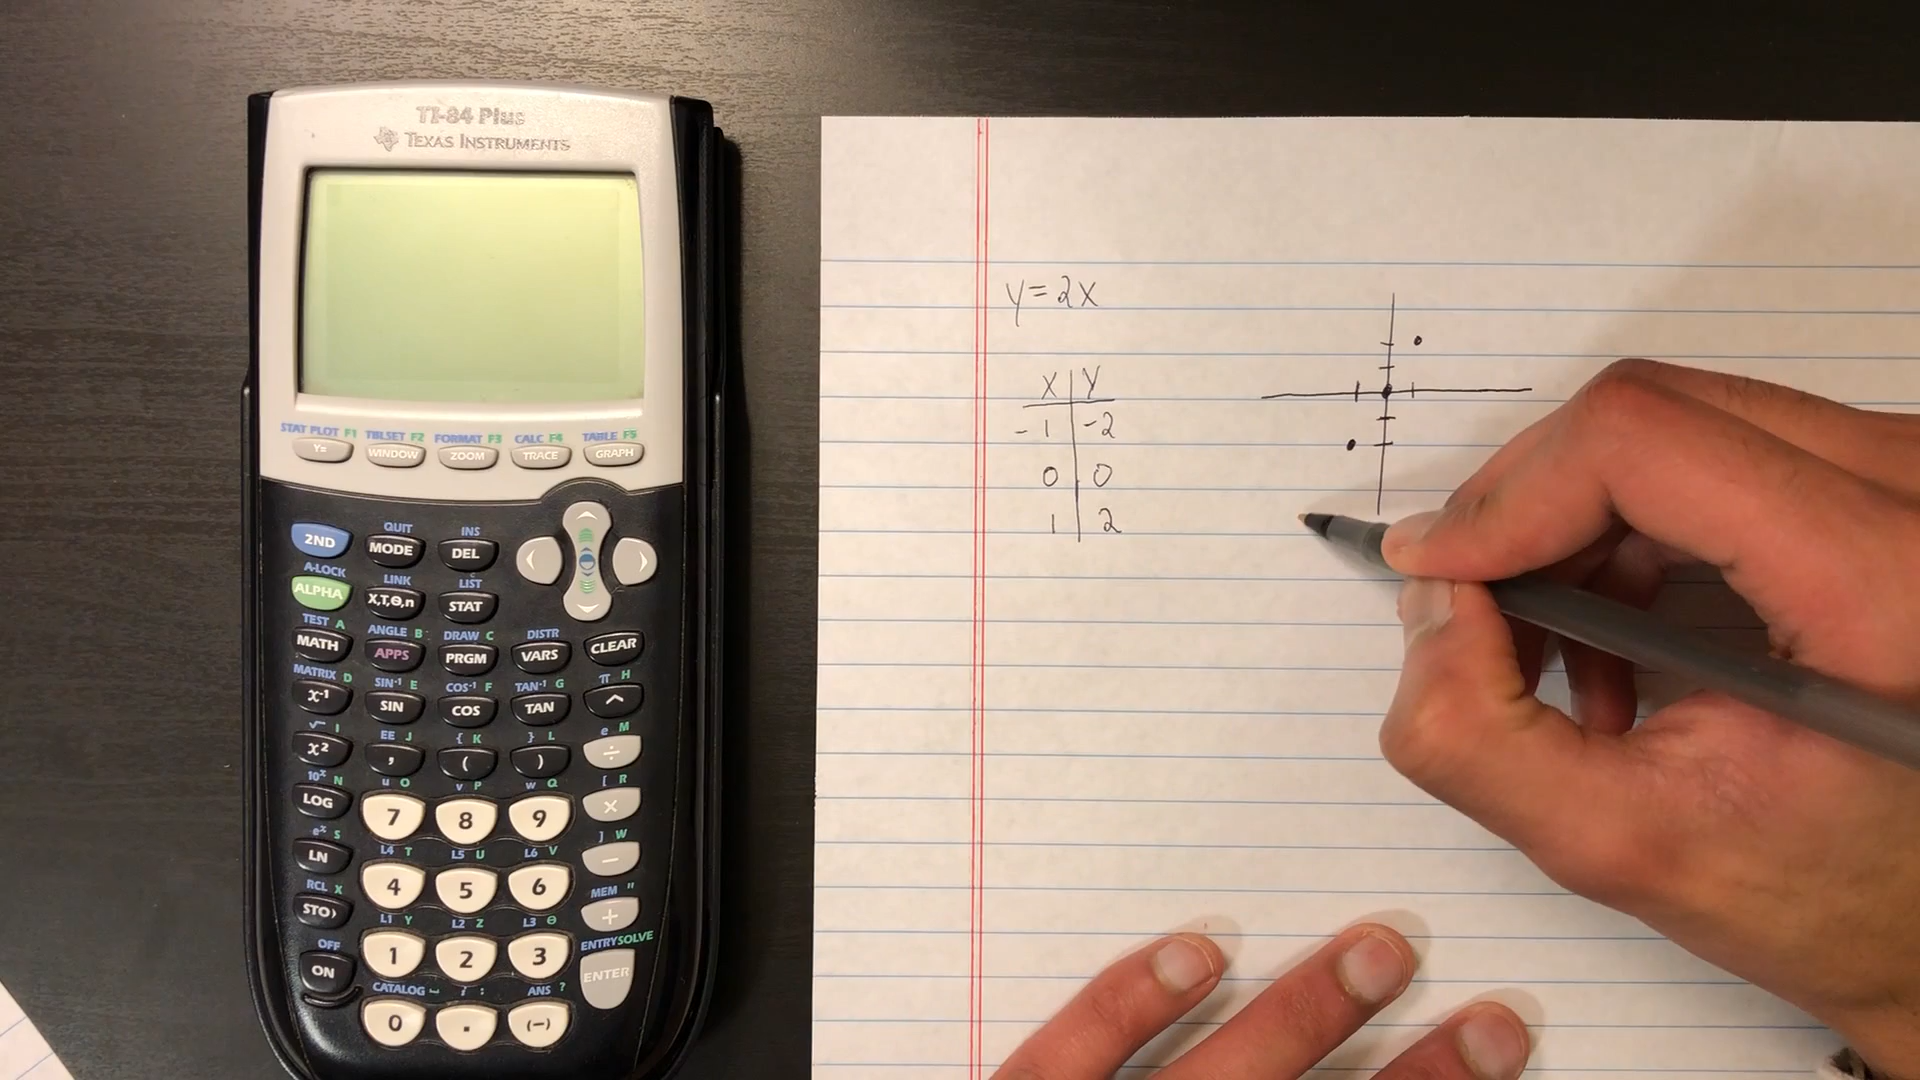 TI-84 Plus
TEXAS INSTRUMENTS
STAT PLOT F1 TBLSET F2 FORMAT F3 CALC F4 TABLE F5
Y= WINDOW ZOOM TRACE GRAPH
QUIT INS
2ND MODE DEL
A-LOCK LINK LIST
ALPHA X,T,Θ,n STAT
TEST A ANGLE B DRAW C DISTR
MATH APPS PRGM VARS CLEAR
MATRIX D SIN⁻¹ E COS⁻¹ F TAN⁻¹ G π H
x⁻¹ SIN COS TAN ^
√ I EE J { K } L e M
x² , ( ) ÷
10ˣ N u O v P w Q [ R
LOG 7 8 9 ×
eˣ S L4 T L5 U L6 V ] W
LN 4 5 6 −
RCL X L1 Y L2 Z L3 Θ MEM "
STO› 1 2 3 +
OFF CATALOG ⎵ i : ANS ? ENTRY SOLVE
ON 0 . (−) ENTER
y=2x
X Y
-1 -2
0 0
1 2